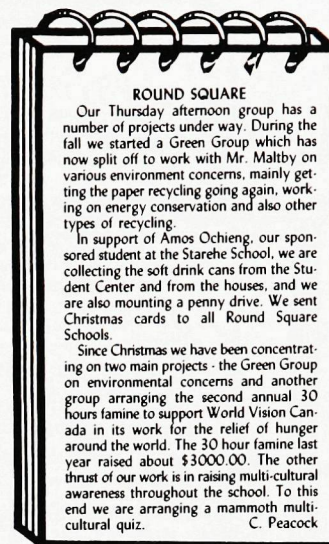 ROUND SQUARE
Our Thursday afternoon group has a
number of projects under way. During the
fall we started a Green Group which has
now split off to work with Mr. Maltby on
various environment concerns, mainly get-
ting the paper recycling going again, work-
ing on energy conservation and also other
types of recycling.
In support of Amos Ochieng, our spon-
sored student at the Starehe School, we are
collecting the soft drink cans from the Stu-
dent Center and from the houses, and we
are also mounting a penny drive. We sent
Christmas cards to all Round Square
Schools.
Since Christmas we have been concentrat-
ing on two main projects - the Green Group
on environmental concerns and another
group arranging the second annual 30
hours famine to support World Vision Can-
ada in its work for the relief of hunger
around the world. The 30 hour famine last
year raised about $3000.00. The other
thrust of our work is in raising multi-cultural
awareness throughout the school. To this
end we are arranging a mammoth multi-
cultural quiz. C. Peacock